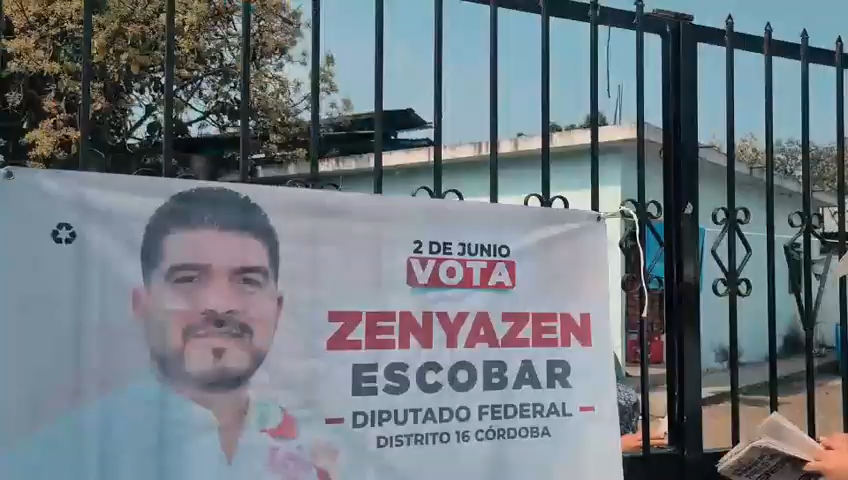 2 DE JUNIO
VOTA
ZENYAZEN
ESCOBAR
DIPUTADO FEDERAL
DISTRITO 16 CÓRDOBA